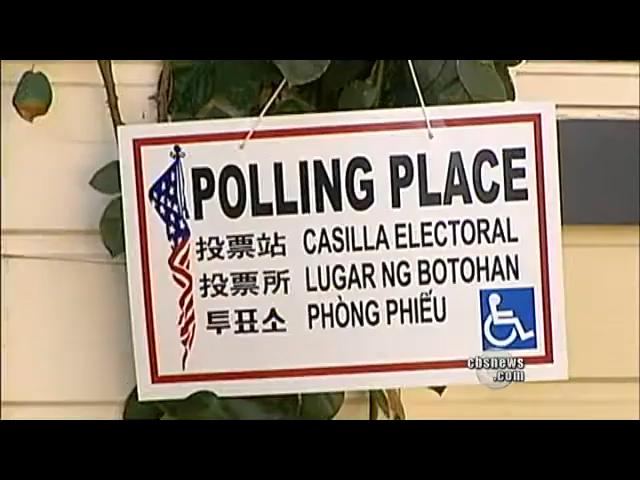 POLLING PLACE
投票站 CASILLA ELECTORAL
投票所 LUGAR NG BOTOHAN
투표소 PHÒNG PHIẾU
cbsnews
.com